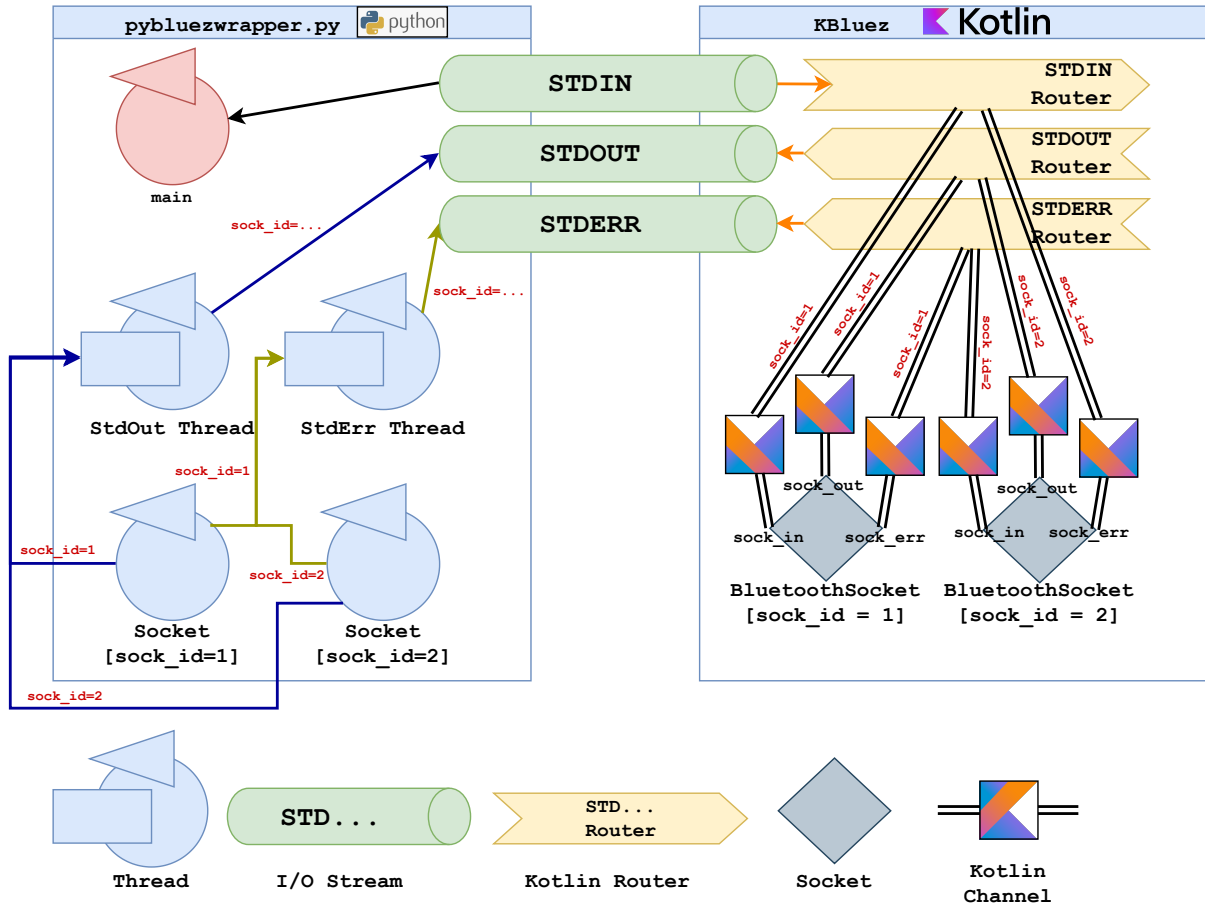 pybluezwrapper.py
python
KBluez
Kotlin
STDIN
STDIN
Router
STDOUT
STDOUT
Router
STDERR
STDERR
Router
main
sock_id=...
sock_id=...
sock_id=1
sock_id=1
sock_id=1
sock_id=2
sock_id=2
sock_id=2
StdOut Thread
StdErr Thread
sock_id=1
sock_out
sock_out
sock_in
sock_err
sock_in
sock_err
sock_id=1
sock_id=2
BluetoothSocket
[sock_id = 1]
BluetoothSocket
[sock_id = 2]
Socket
[sock_id=1]
Socket
[sock_id=2]
sock_id=2
STD...
STD...
Router
Thread
I/O Stream
Kotlin Router
Socket
Kotlin
Channel